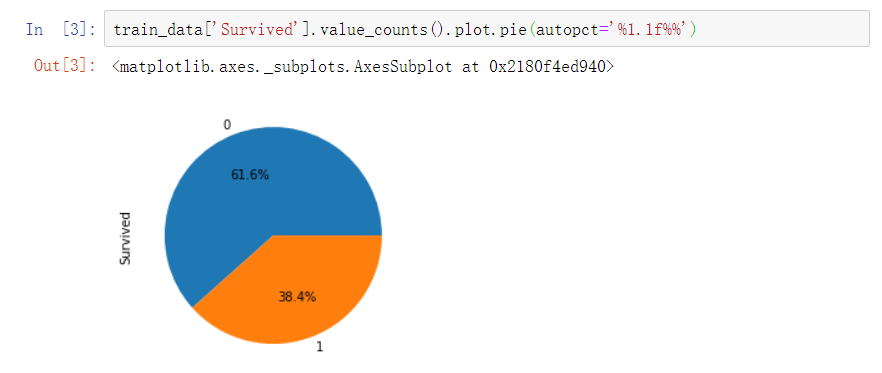 In [3]: train_data['Survived'].value_counts().plot.pie(autopct='%1.1f%%')
Out[3]: <matplotlib.axes._subplots.AxesSubplot at 0x2180f4ed940>
0
61.6%
Survived
38.4%
1